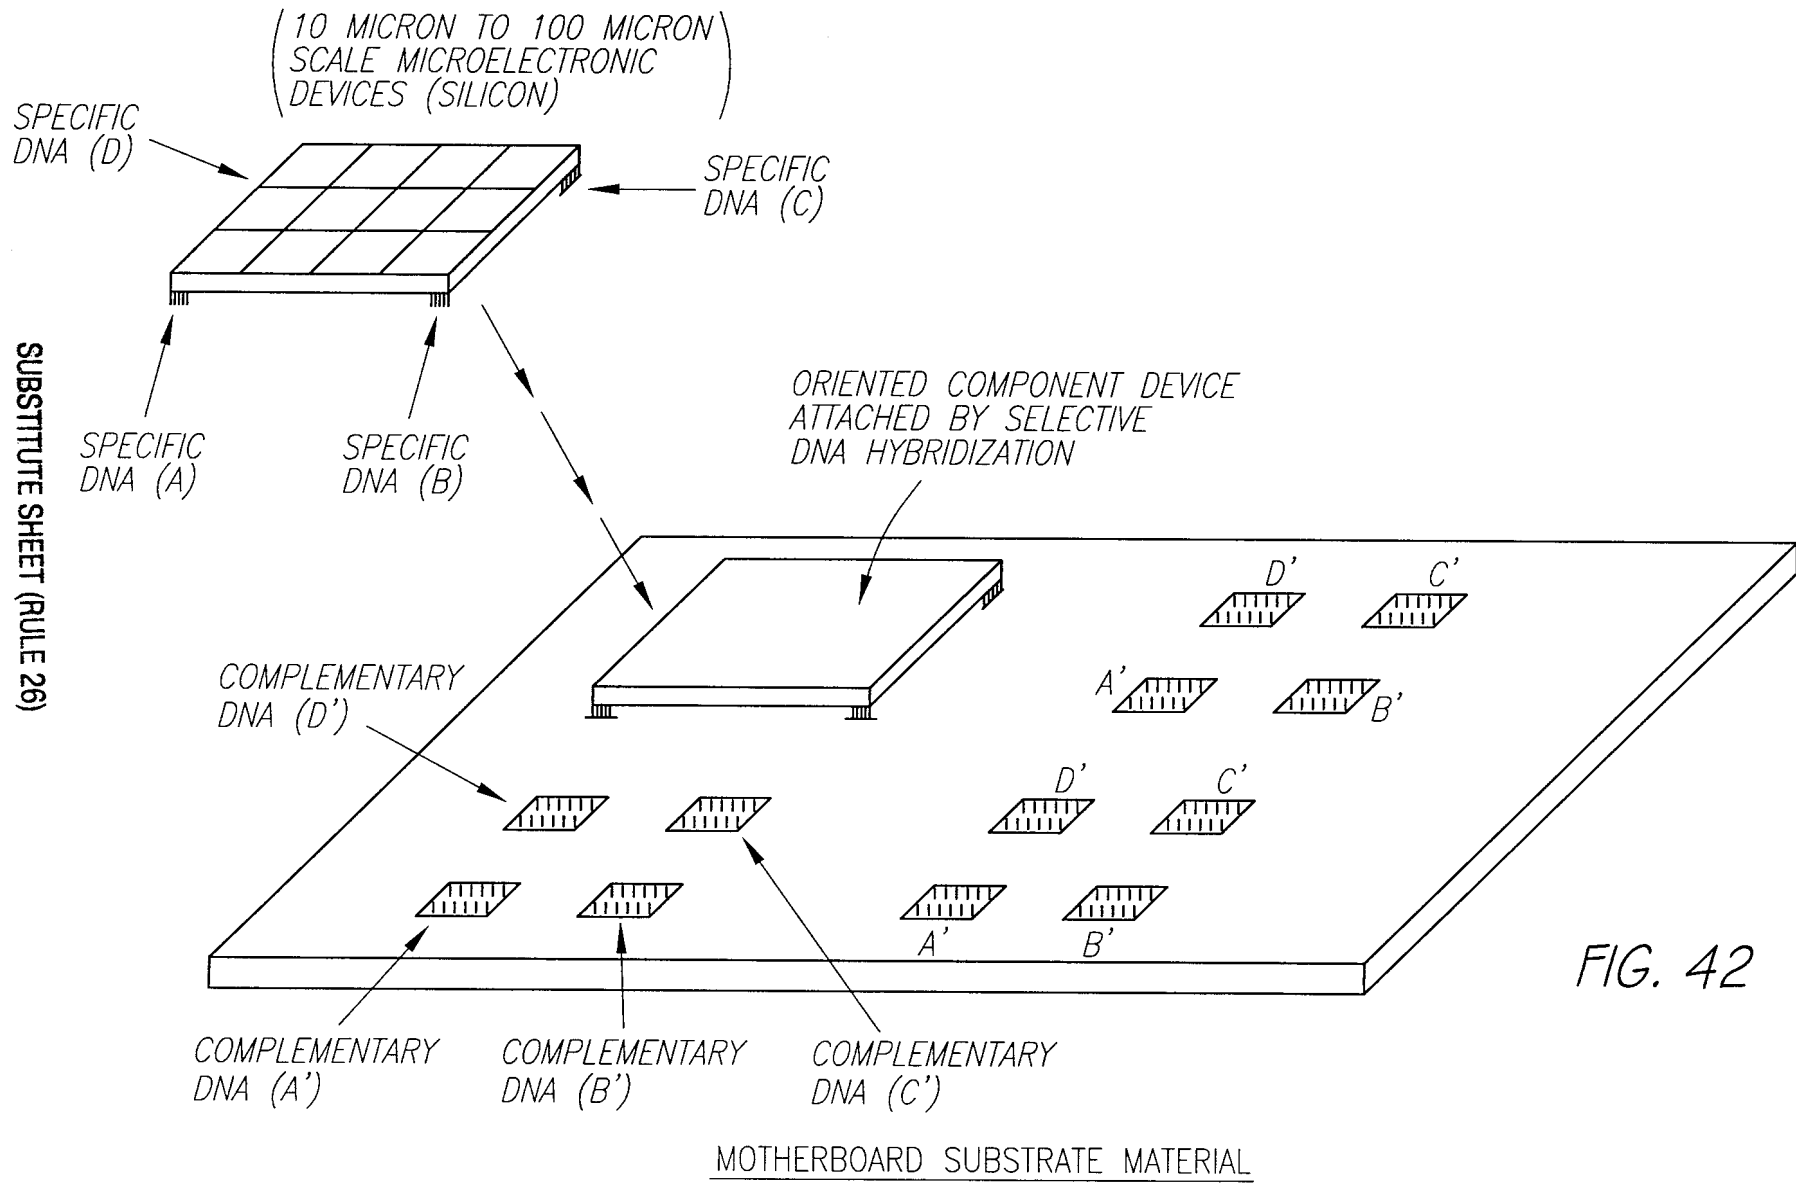 (10 MICRON TO 100 MICRON
SCALE MICROELECTRONIC
DEVICES (SILICON))
SPECIFIC
DNA (D)
SPECIFIC
DNA (C)
SPECIFIC
DNA (A)
SPECIFIC
DNA (B)
SUBSTITUTE SHEET (RULE 26)
ORIENTED COMPONENT DEVICE
ATTACHED BY SELECTIVE
DNA HYBRIDIZATION
D'
C'
A'
B'
COMPLEMENTARY
DNA (D')
D'
C'
A'
B'
FIG. 42
COMPLEMENTARY
DNA (A')
COMPLEMENTARY
DNA (B')
COMPLEMENTARY
DNA (C')
MOTHERBOARD SUBSTRATE MATERIAL